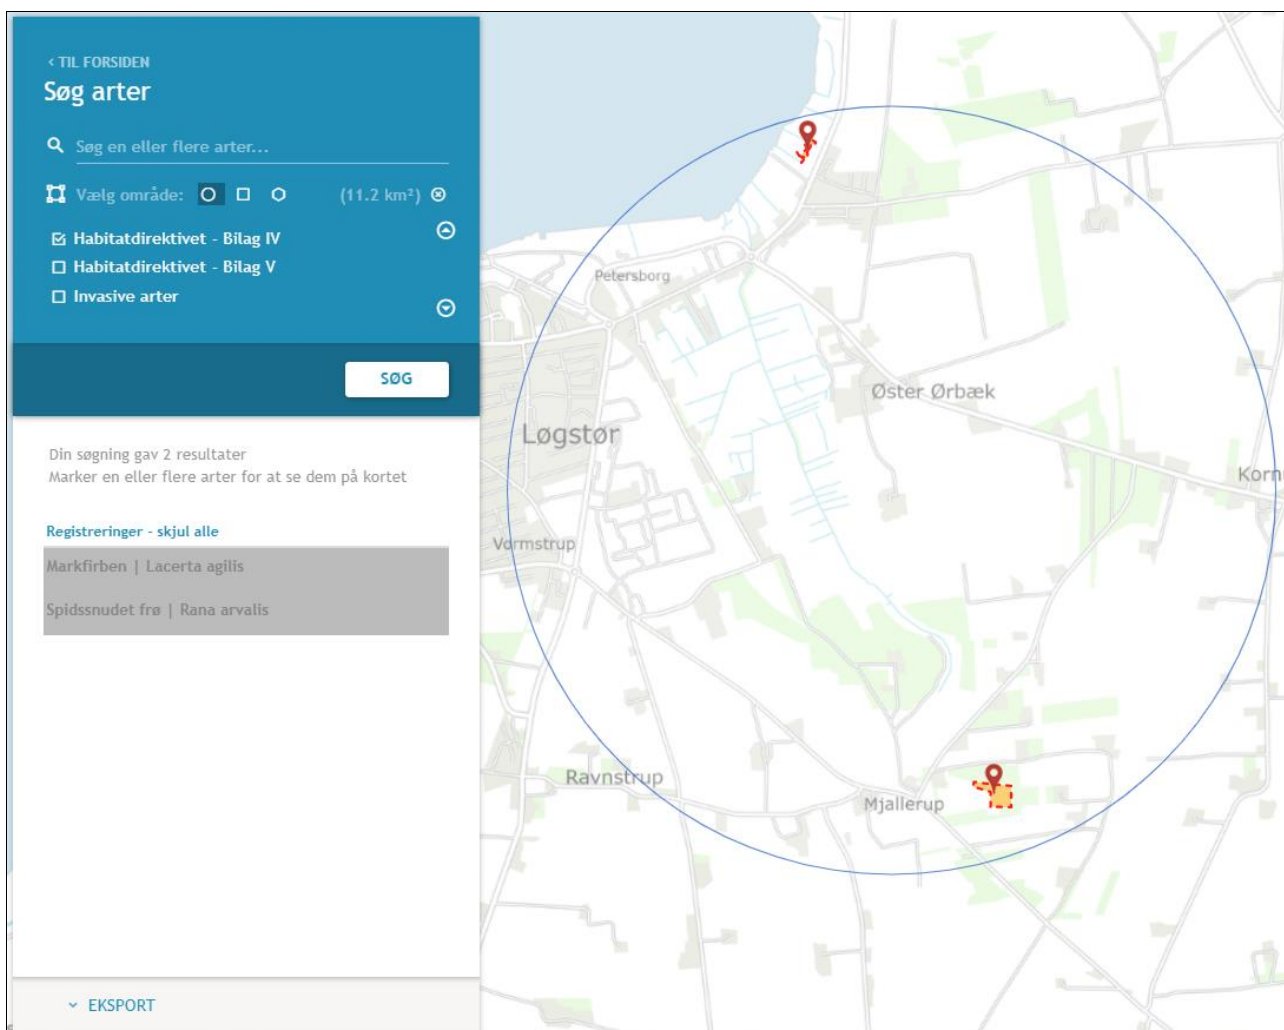 ‹ TIL FORSIDEN
Søg arter
Søg en eller flere arter...
Vælg område:
(11.2 km²)
Habitatdirektivet - Bilag IV
Habitatdirektivet - Bilag V
Invasive arter
SØG
Din søgning gav 2 resultater
Marker en eller flere arter for at se dem på kortet
Registreringer - skjul alle
Markfirben | Lacerta agilis
Spidssnudet frø | Rana arvalis
EKSPORT
Petersborg
Øster Ørbæk
Løgstør
Korn
Vormstrup
Ravnstrup
Mjallerup